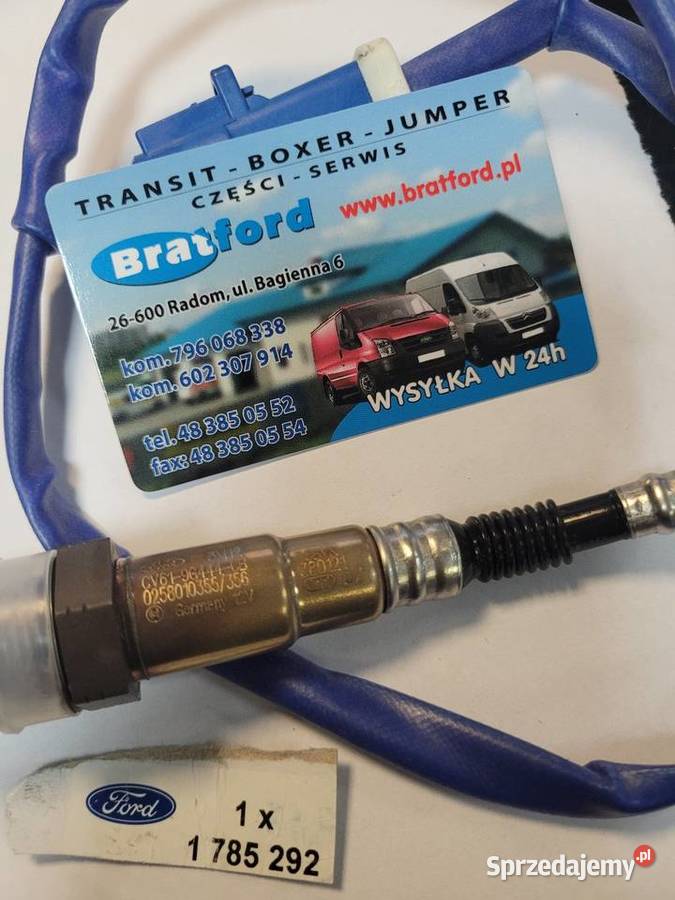 TRANSIT - BOXER - JUMPER
CZĘŚCI - SERWIS
Bratford
www.bratford.pl
26-600 Radom, ul. Bagienna 6
kom. 796 068 338
kom. 602 307 914
WYSYŁKA W 24h
tel. 48 385 05 52
fax: 48 385 05 54
0258010355/356
Germany
Ford
1 x
1 785 292
Sprzedajemy.pl